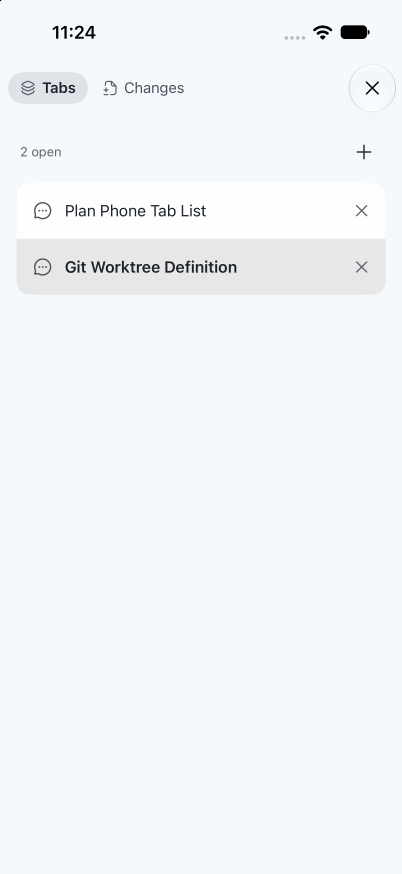 11:24
Tabs
Changes
2 open
Plan Phone Tab List
Git Worktree Definition